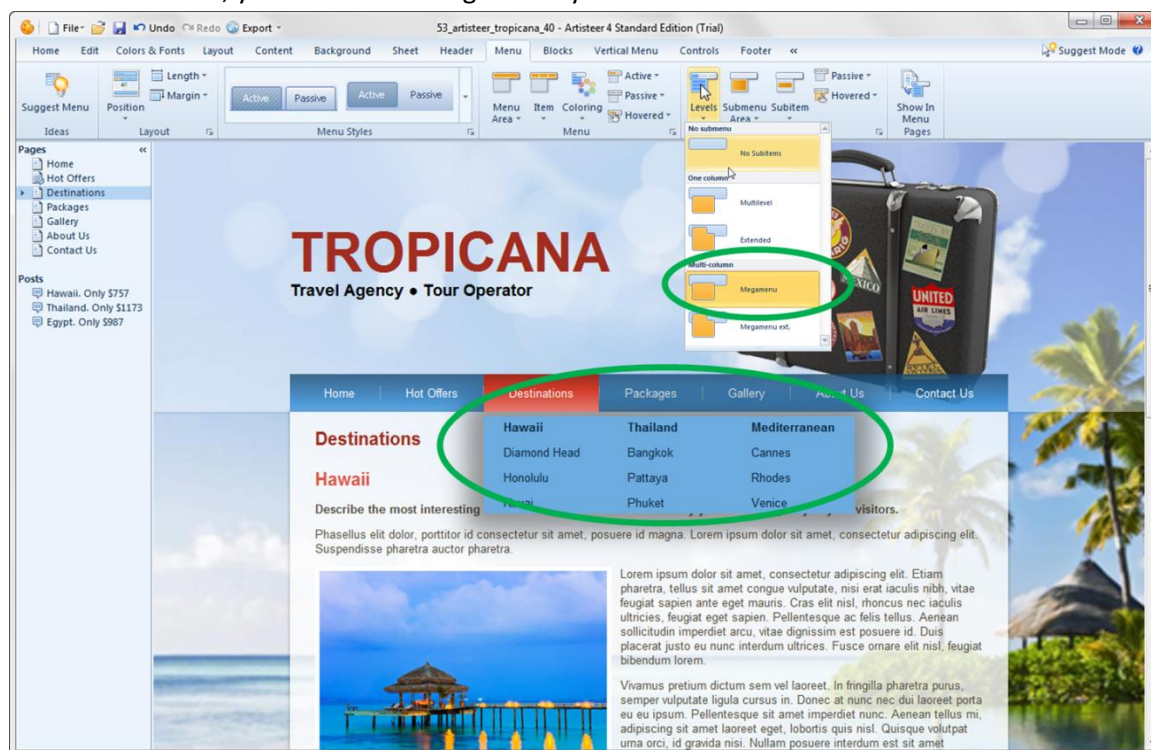 File
Undo
Redo
Export
53_artisteer_tropicana_40 - Artisteer 4 Standard Edition (Trial)
Home Edit Colors & Fonts Layout Content Background Sheet Header Menu Blocks Vertical Menu Controls Footer «
Suggest Mode
Suggest Menu
Ideas
Position
Length
Margin
Layout
Active Passive Active Passive
Menu Styles
Menu Area
Item
Coloring
Active
Passive
Hovered
Menu
Levels
Submenu Area
Subitem
Passive
Hovered
Show In Menu
Pages
No submenu
No Subitems
One column
Multilevel
Extended
Multi-column
Megamenu
Megamenu ext.
Pages «
Home
Hot Offers
Destinations
Packages
Gallery
About Us
Contact Us
Posts
Hawaii. Only $757
Thailand. Only $1173
Egypt. Only $987
TROPICANA
Travel Agency ● Tour Operator
MEXICO
UNITED
AIR LINES
Home Hot Offers Destinations Packages Gallery About Us Contact Us
Hawaii Thailand Mediterranean
Diamond Head Bangkok Cannes
Honolulu Pattaya Rhodes
Phuket Venice
Destinations
Hawaii
Describe the most interesting visitors.
Phasellus elit dolor, porttitor id consectetur sit amet, posuere id magna. Lorem ipsum dolor sit amet, consectetur adipiscing elit.
Suspendisse pharetra auctor pharetra.
Lorem ipsum dolor sit amet, consectetur adipiscing elit. Etiam
pharetra, tellus sit amet congue vulputate, nisi erat iaculis nibh, vitae
feugiat sapien ante eget mauris. Cras elit nisl, rhoncus nec iaculis
ultricies, feugiat eget sapien. Pellentesque ac felis tellus. Aenean
sollicitudin imperdiet arcu, vitae dignissim est posuere id. Duis
placerat justo eu nunc interdum ultrices. Fusce ornare elit nisl, feugiat
bibendum lorem.
Vivamus pretium dictum sem vel laoreet. In fringilla pharetra purus,
semper vulputate ligula cursus in. Donec at nunc nec dui laoreet porta
eu eu ipsum. Pellentesque sit amet imperdiet nunc. Aenean tellus mi,
adipiscing sit amet laoreet eget, lobortis quis nisl. Quisque volutpat
urna orci, id gravida nisi. Nullam posuere interdum est sit amet